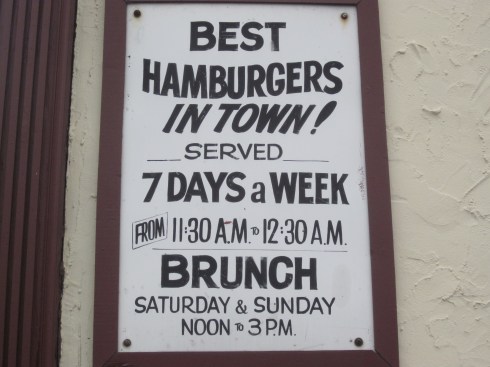 BEST
HAMBURGERS
IN TOWN!
SERVED
7 DAYS a WEEK
FROM 11:30 A.M. to 12:30 A.M.
BRUNCH
SATURDAY & SUNDAY
NOON to 3 P.M.